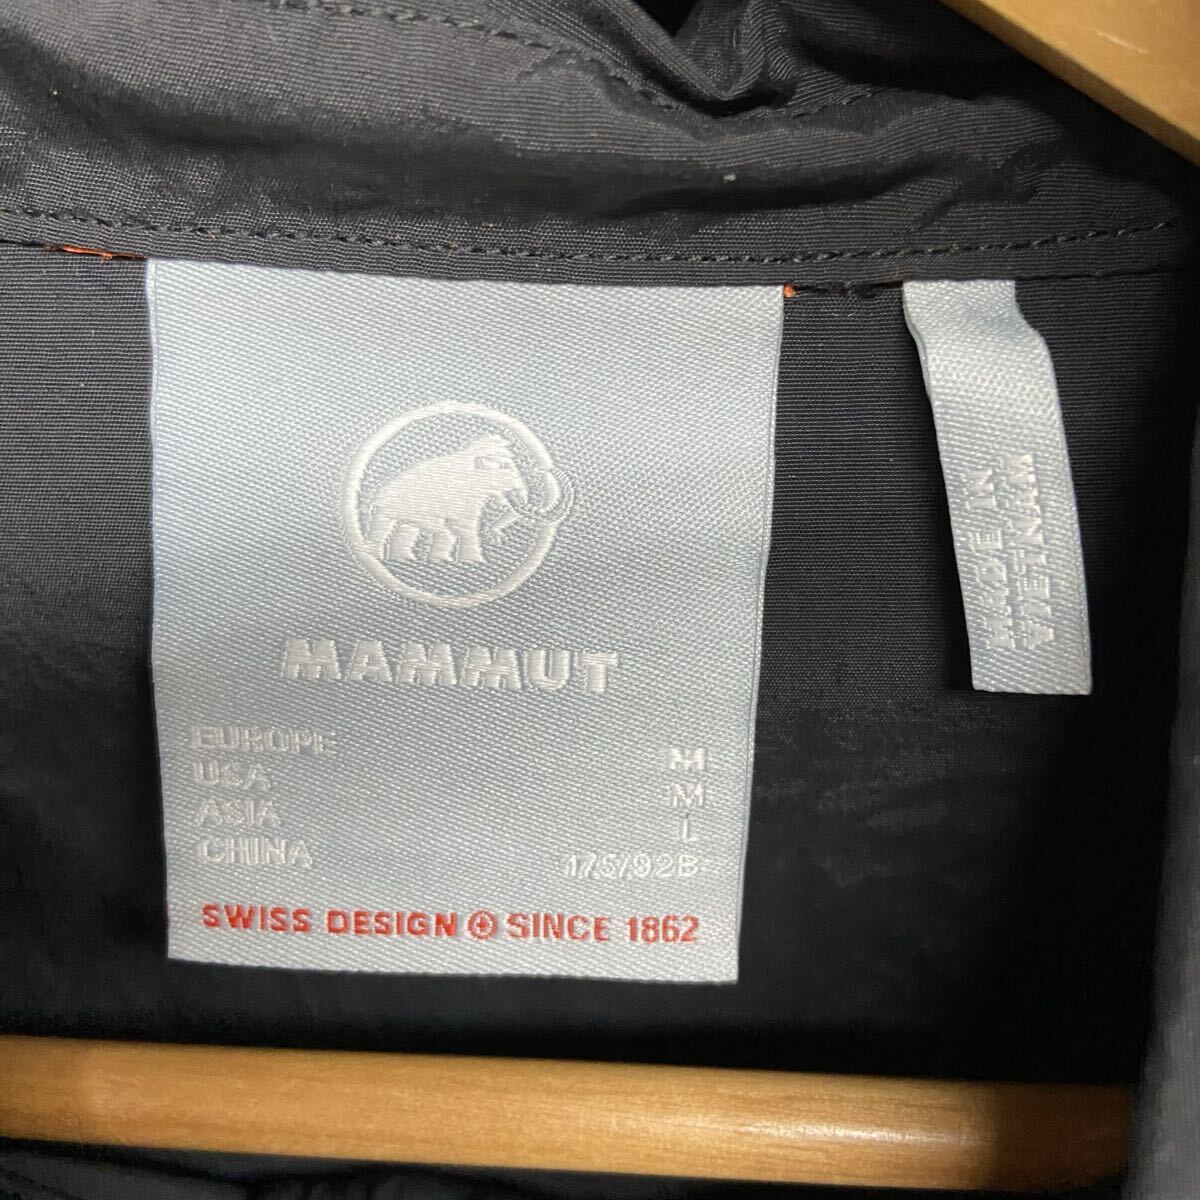 MAMMUT
EUROPE M
USA M
ASIA L
CHINA 175/92B
SWISS DESIGN SINCE 1862
MADE IN
VIETNAM